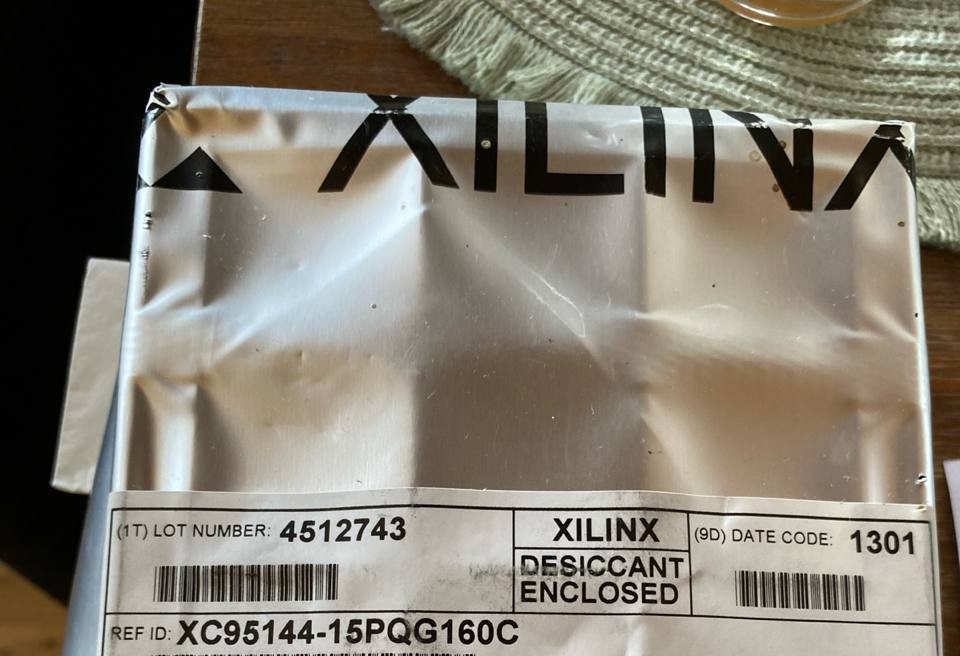 XILINX
(1T) LOT NUMBER: 4512743
XILINX
DESICCANT
ENCLOSED
(9D) DATE CODE: 1301
REF ID: XC95144-15PQG160C